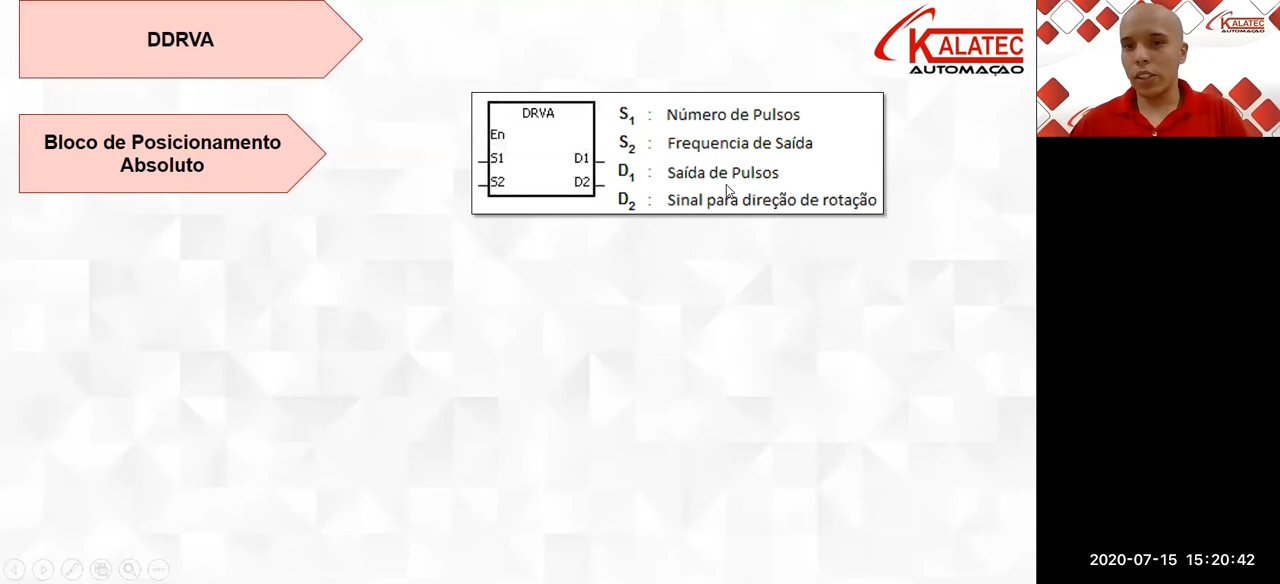 DDRVA
Bloco de Posicionamento
Absoluto
KALATEC
AUTOMAÇÃO
DRVA
En
S1 D1
S2 D2
S1 : Número de Pulsos
S2 : Frequencia de Saída
D1 : Saída de Pulsos
D2 : Sinal para direção de rotação
KALATEC
AUTOMAÇÃO
2020-07-15 15:20:42